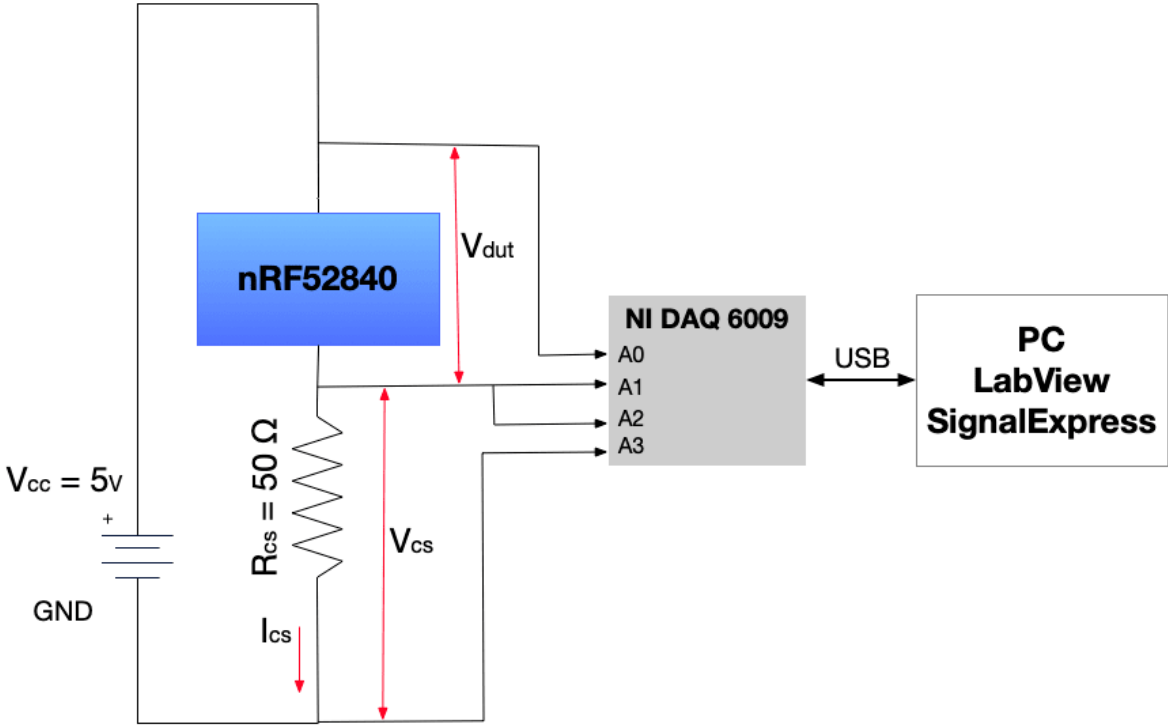 Vdut
nRF52840
NI DAQ 6009
A0
A1
A2
A3
USB
PC
LabView
SignalExpress
Vcc = 5v
+
GND
Rcs = 50 Ω
Vcs
Ics